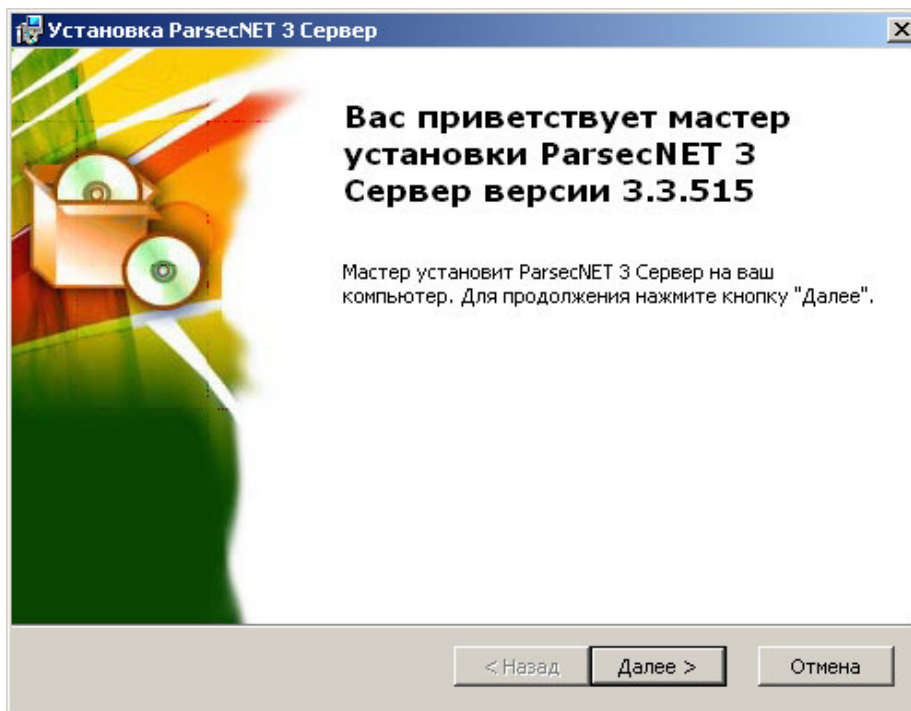 Установка ParsecNET 3 Сервер
Вас приветствует мастер
установки ParsecNET 3
Сервер версии 3.3.515
Мастер установит ParsecNET 3 Сервер на ваш
компьютер. Для продолжения нажмите кнопку "Далее".
< Назад
Далее >
Отмена